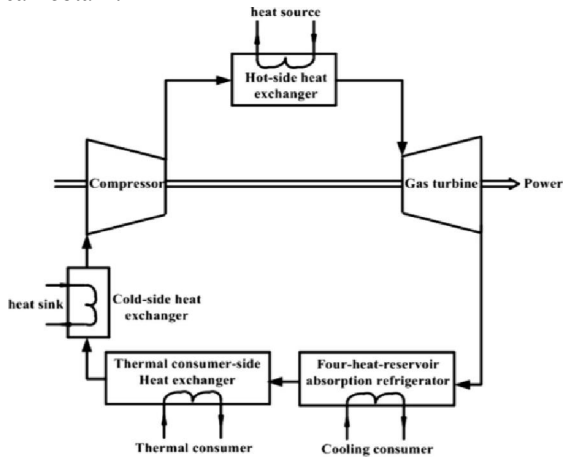 heat source
Hot-side heat
exchanger
Compressor
Gas turbine
Power
heat sink
Cold-side heat
exchanger
Thermal consumer-side
Heat exchanger
Four-heat-reservoir
absorption refrigerator
Thermal consumer
Cooling consumer